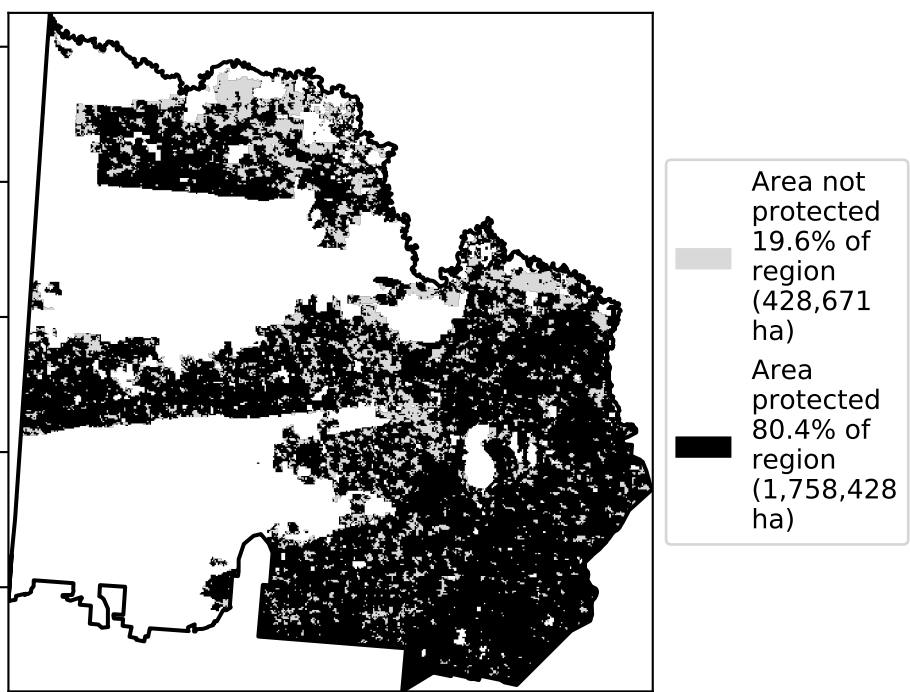 Area not
protected
19.6% of
region
(428,671
ha)
Area
protected
80.4% of
region
(1,758,428
ha)